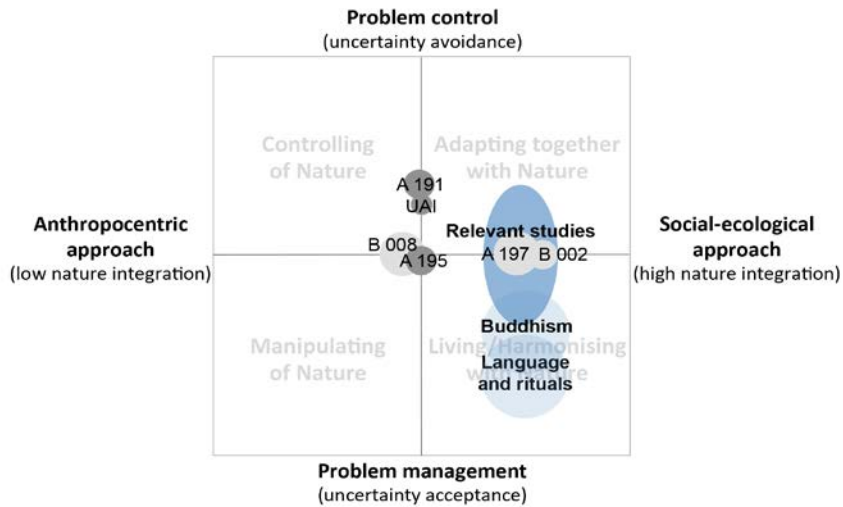 Problem control
(uncertainty avoidance)
Controlling
of Nature
Adapting together
with Nature
A 191
UAI
Anthropocentric
approach
(low nature integration)
B 008
A 195
Relevant studies
A 197 B 002
Social-ecological
approach
(high nature integration)
Manipulating
of Nature
Buddhism
Living/Harmonising
with Nature
Language
and rituals
Problem management
(uncertainty acceptance)